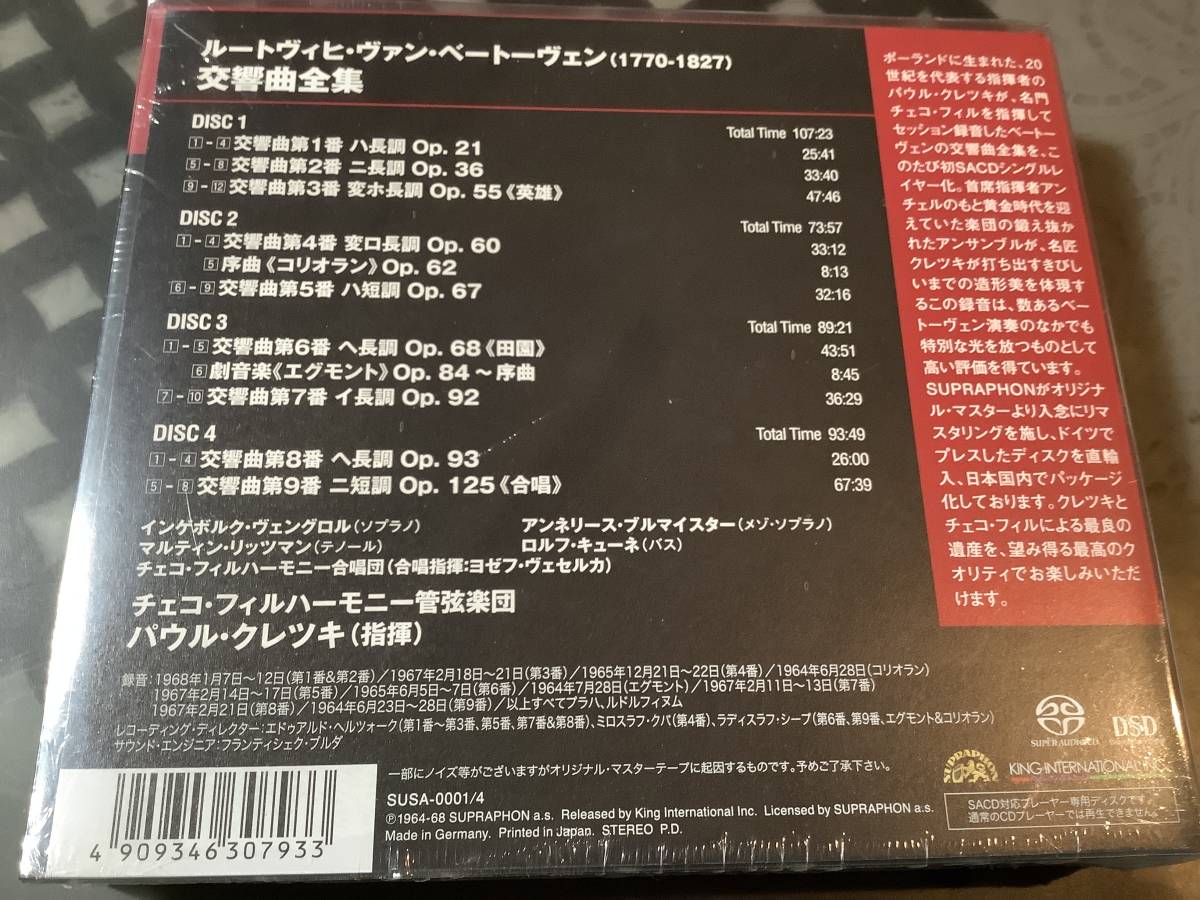 ルートヴィヒ・ヴァン・ベートーヴェン(1770-1827)
交響曲全集
DISC 1 Total Time 107:23
1-4 交響曲第1番 ハ長調 Op. 21 25:41
5-8 交響曲第2番 ニ長調 Op. 36 33:40
9-12 交響曲第3番 変ホ長調 Op. 55《英雄》 47:46
DISC 2 Total Time 73:57
1-4 交響曲第4番 変ロ長調 Op. 60 33:12
5 序曲《コリオラン》Op. 62 8:13
6-9 交響曲第5番 ハ短調 Op. 67 32:16
DISC 3 Total Time 89:21
1-5 交響曲第6番 ヘ長調 Op. 68《田園》 43:51
6 劇音楽《エグモント》Op. 84〜序曲 8:45
7-10 交響曲第7番 イ長調 Op. 92 36:29
DISC 4 Total Time 93:49
1-4 交響曲第8番 ヘ長調 Op. 93 26:00
5-8 交響曲第9番 ニ短調 Op. 125《合唱》 67:39
インゲボルク・ヴェングロル(ソプラノ) アンネリース・ブルマイスター(メゾ・ソプラノ)
マルティン・リッツマン(テノール) ロルフ・キューネ(バス)
チェコ・フィルハーモニー合唱団(合唱指揮:ヨゼフ・ヴェセルカ)
チェコ・フィルハーモニー管弦楽団
パウル・クレツキ(指揮)
録音:1968年1月7日〜12日(第1番&第2番)/1967年2月18日〜21日(第3番)/1965年12月21日〜22日(第4番)/1964年6月28日(コリオラン)
1967年2月14日〜17日(第5番)/1965年6月5日〜7日(第6番)/1964年7月28日(エグモント)/1967年2月11日〜13日(第7番)
1967年2月21日(第8番)/1964年6月23日〜28日(第9番)/以上すべてプラハ、ルドルフィヌム
レコーディング・ディレクター:エドゥアルド・ヘルツォーク(第1番〜第3番、第5番、第7番&第8番)、ミロスラフ・クバ(第4番)、ラディスラフ・シープ(第6番、第9番、エグモント&コリオラン)
サウンド・エンジニア:フランティシェク・ブルダ
一部にノイズ等がございますがオリジナル・マスターテープに起因するものです。予めご了承下さい。
SUSA-0001/4
Ⓟ1964-68 SUPRAPHON a.s. Released by King International Inc. Licensed by SUPRAPHON a.s.
Made in Germany. Printed in Japan. STEREO P.D.
4 909346 307933
ポーランドに生まれた、20
世紀を代表する指揮者の
パウル・クレツキが、名門
チェコ・フィルを指揮して
セッション録音したベートー
ヴェンの交響曲全集を、こ
のたび初SACDシングルレ
イヤー化。首席指揮者アン
チェルのもと黄金時代を迎
えていた楽団の鍛え抜か
れたアンサンブルが、名匠
クレツキが打ち出すきびし
いまでの造形美を体現す
るこの録音は、数あるベー
トーヴェン演奏のなかでも
特別な光を放つものとして
高い評価を得ています。
SUPRAPHONがオリジナ
ル・マスターより入念にリマ
スタリングを施し、ドイツで
プレスしたディスクを直輸
入、日本国内でパッケージ
化しております。クレツキと
チェコ・フィルによる最良の
遺産を、望み得る最高のク
オリティでお楽しみいただ
けます。
SUPER AUDIO CD
DSD
SUPRAPHON
KING INTERNATIONAL INC.
SACD対応プレーヤー専用ディスクです。
通常のCDプレーヤーでは再生できません。